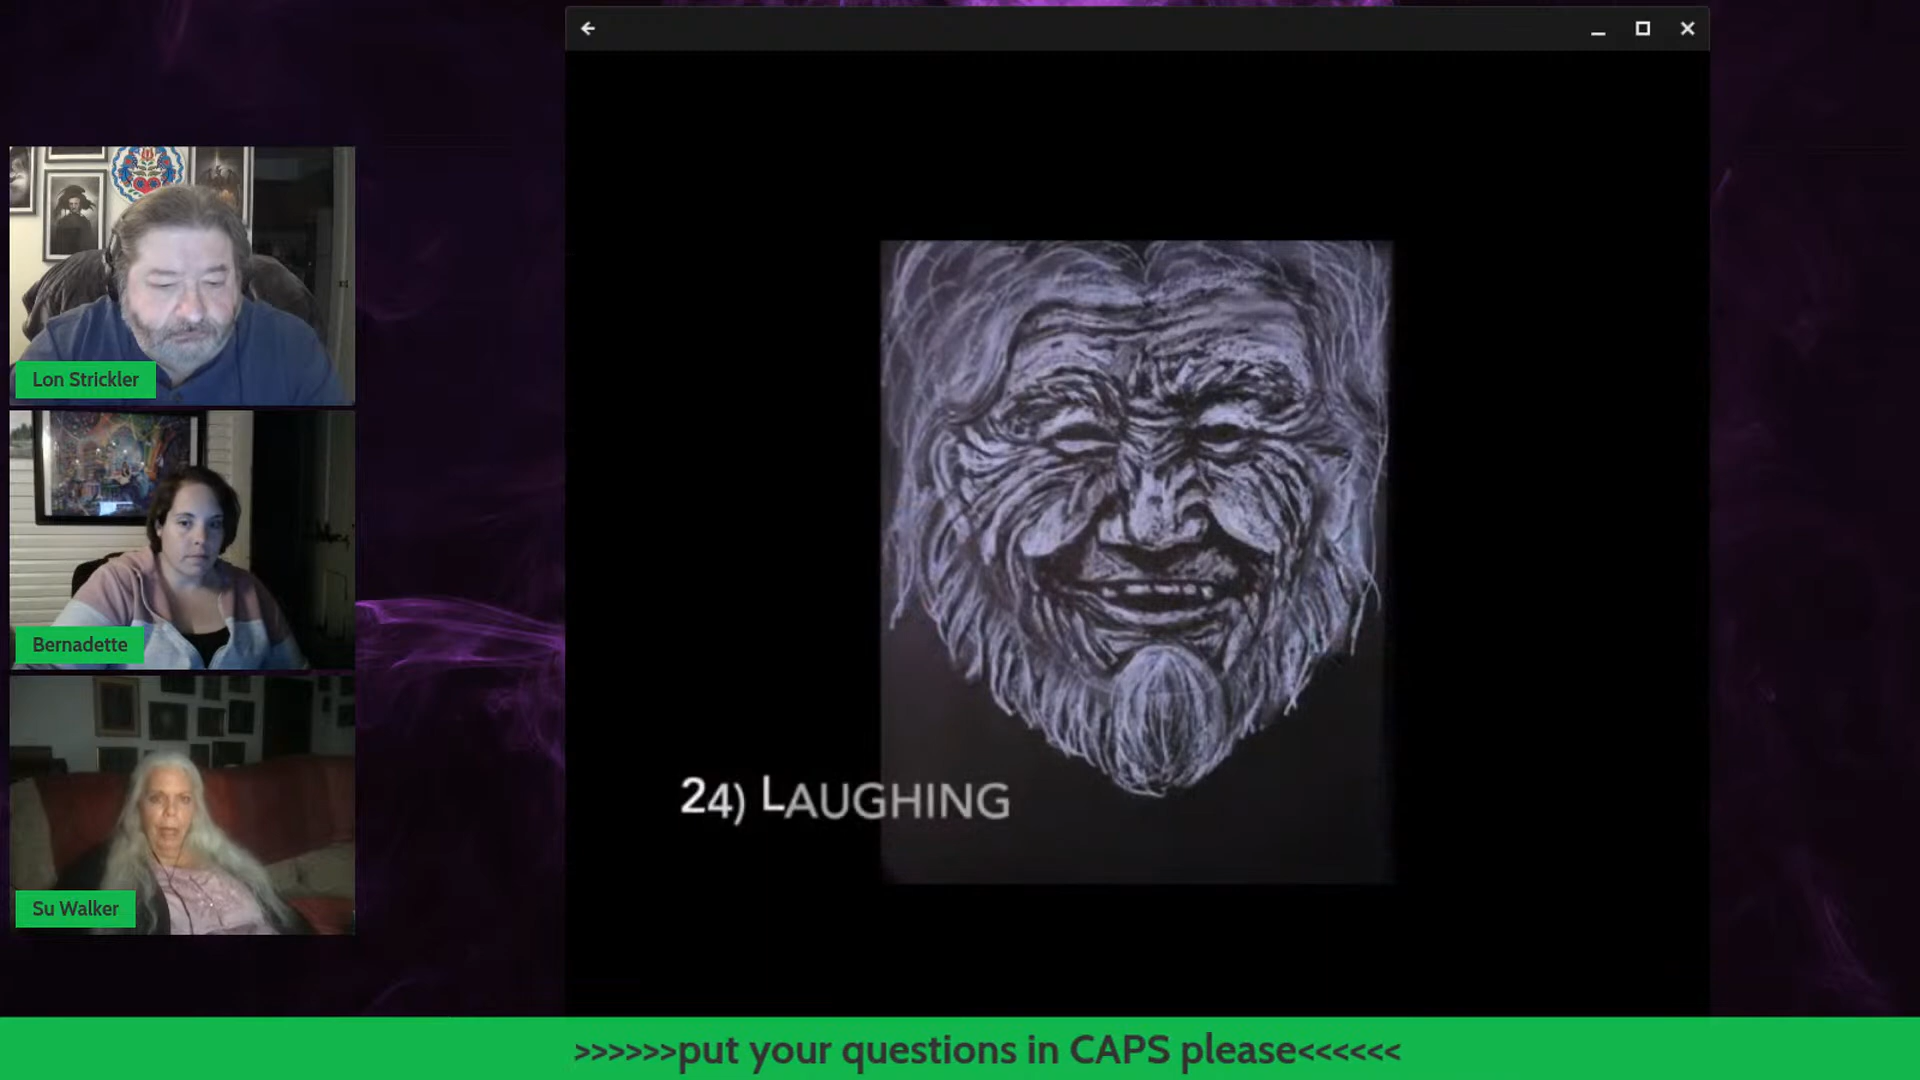 Lon Strickler
Bernadette
Su Walker
24) LAUGHING
>>>>>>put your questions in CAPS please<<<<<<